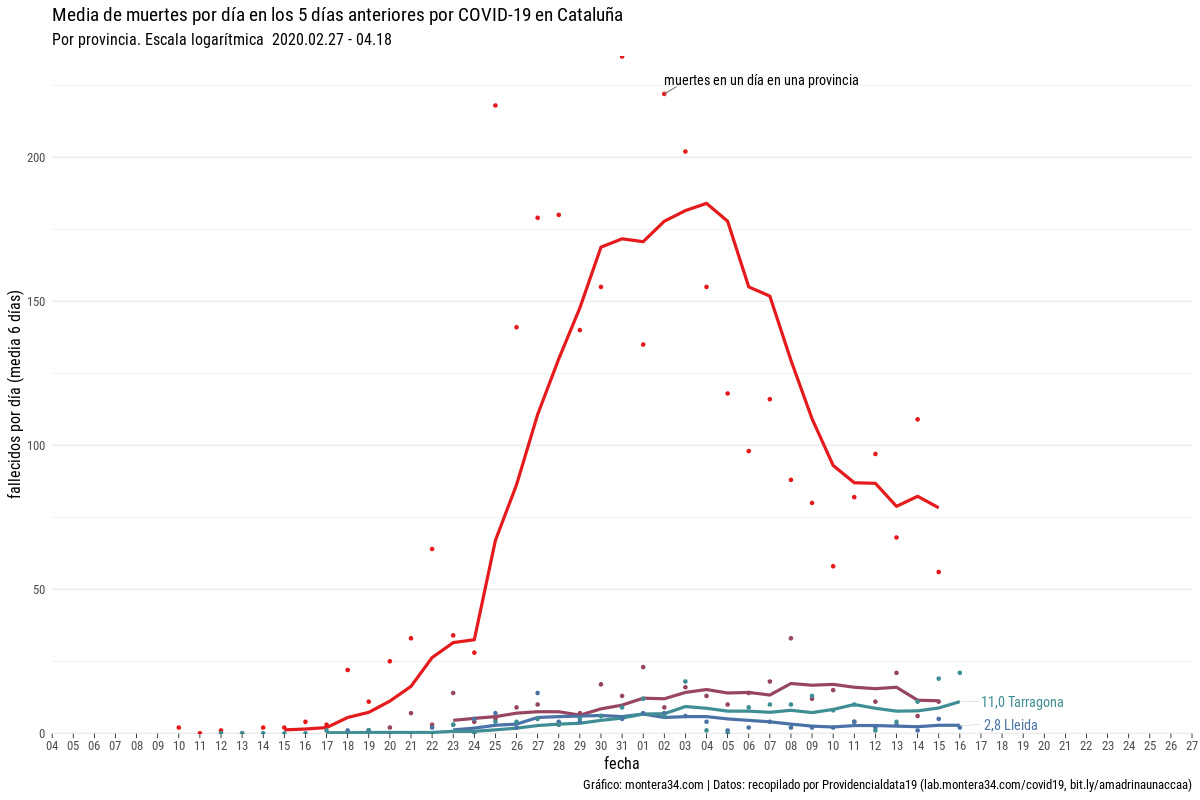 Media de muertes por día en los 5 días anteriores por COVID-19 en Cataluña
Por provincia. Escala logarítmica  2020.02.27 - 04.18
muertes en un día en una provincia
200
150
100
50
0
fallecidos por día (media 6 días)
11,0 Tarragona
2,8 Lleida
04 05 06 07 08 09 10 11 12 13 14 15 16 17 18 19 20 21 22 23 24 25 26 27 28 29 30 31 01 02 03 04 05 06 07 08 09 10 11 12 13 14 15 16 17 18 19 20 21 22 23 24 25 26 27
fecha
Gráfico: montera34.com | Datos: recopilado por Providencialdata19 (lab.montera34.com/covid19, bit.ly/amadrinaunaccaa)